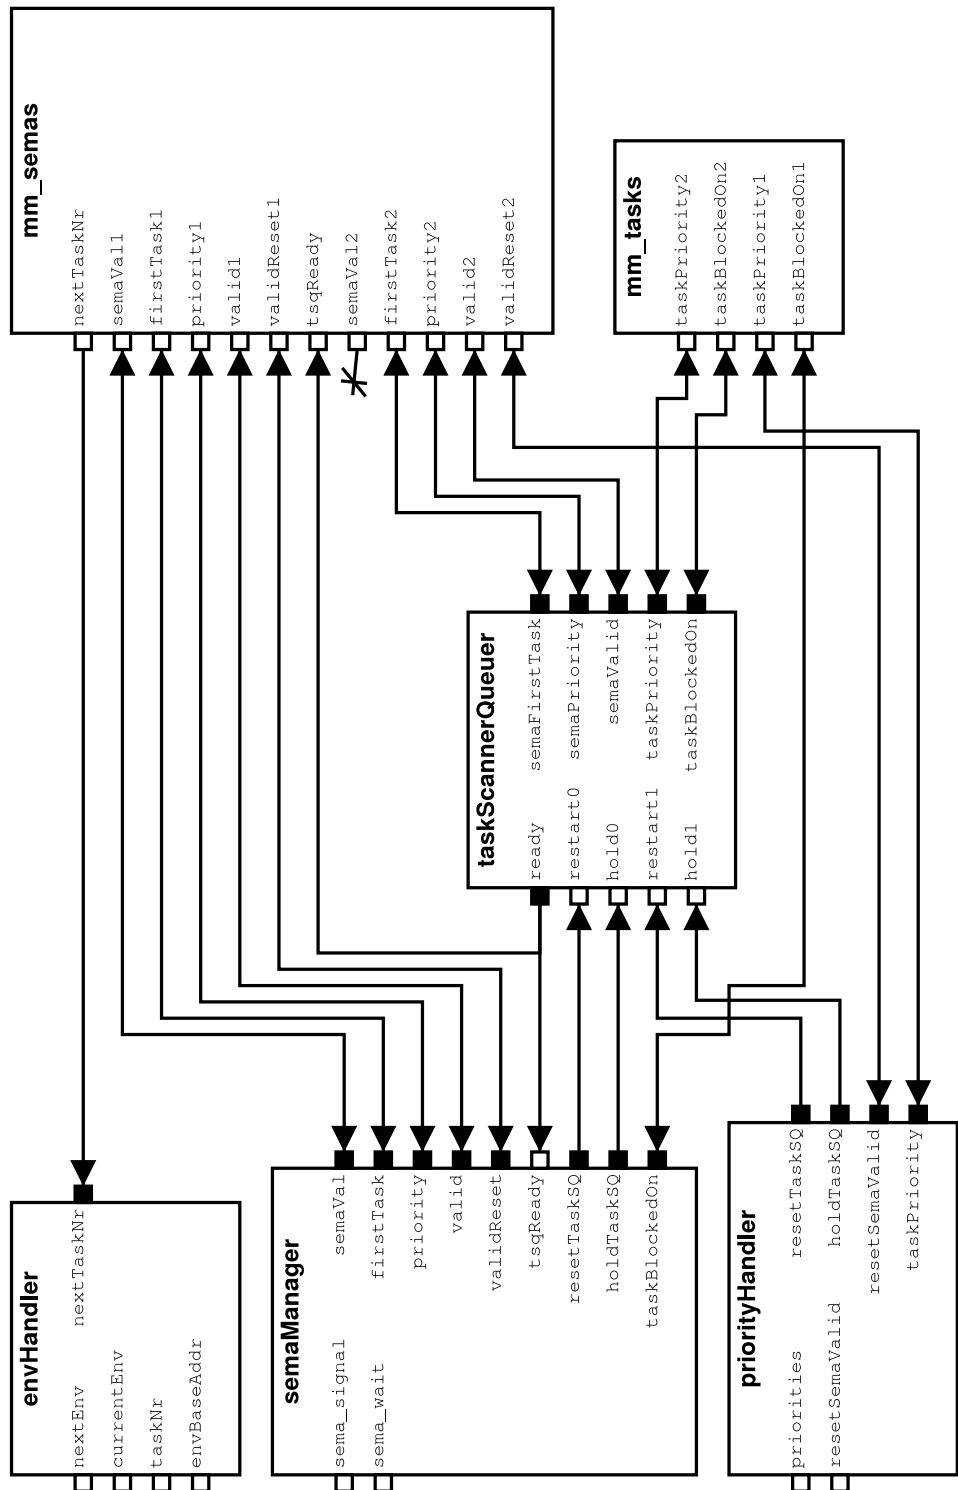 mm_semas
nextTaskNr
semaVal1
firstTask1
priority1
valid1
validReset1
tsqReady
semaVal2
firstTask2
priority2
valid2
validReset2
mm_tasks
taskPriority2
taskBlockedOn2
taskPriority1
taskBlockedOn1
taskScannerQueuer
ready
semaFirstTask
restart0
semaPriority
hold0
semaValid
restart1
taskPriority
hold1
taskBlockedOn
envHandler
nextEnv
nextTaskNr
currentEnv
taskNr
envBaseAddr
semaManager
sema_signal
semaVal
sema_wait
firstTask
priority
valid
validReset
tsqReady
resetTaskSQ
holdTaskSQ
taskBlockedOn
priorityHandler
priorities
resetTaskSQ
resetSemaValid
holdTaskSQ
resetSemaValid
taskPriority